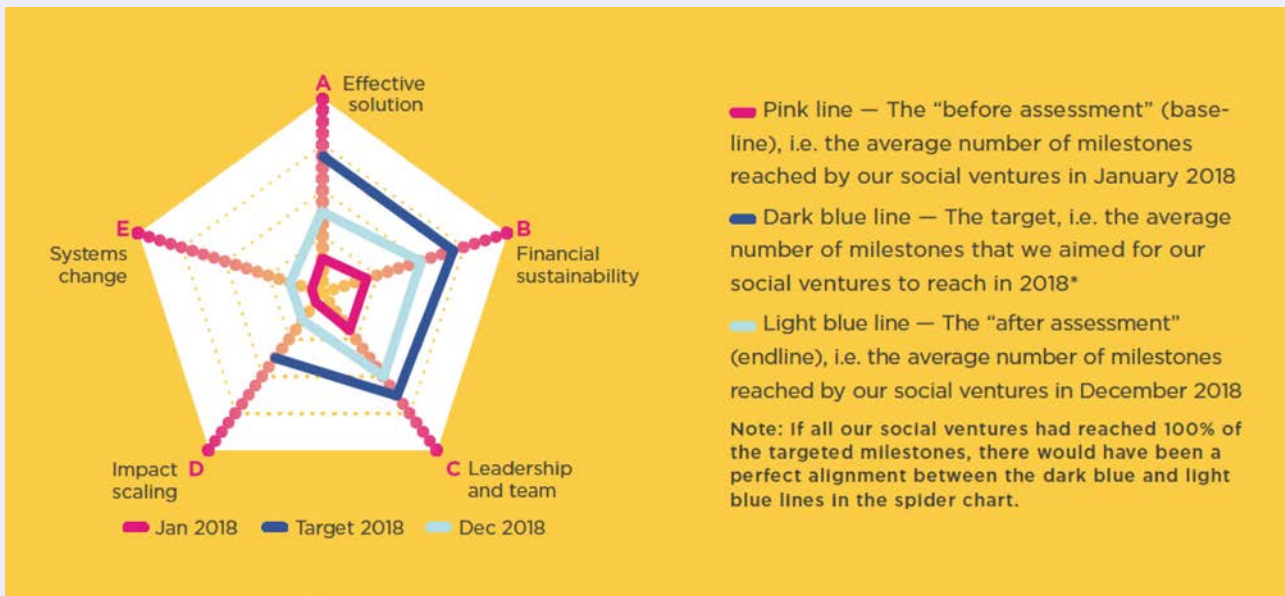 A Effective
solution
B
Financial
sustainability
C Leadership
and team
Impact D
scaling
E
Systems
change
Jan 2018 Target 2018 Dec 2018
Pink line — The “before assessment” (base-
line), i.e. the average number of milestones
reached by our social ventures in January 2018
Dark blue line — The target, i.e. the average
number of milestones that we aimed for our
social ventures to reach in 2018*
Light blue line — The “after assessment”
(endline), i.e. the average number of milestones
reached by our social ventures in December 2018
Note: If all our social ventures had reached 100% of
the targeted milestones, there would have been a
perfect alignment between the dark blue and light
blue lines in the spider chart.